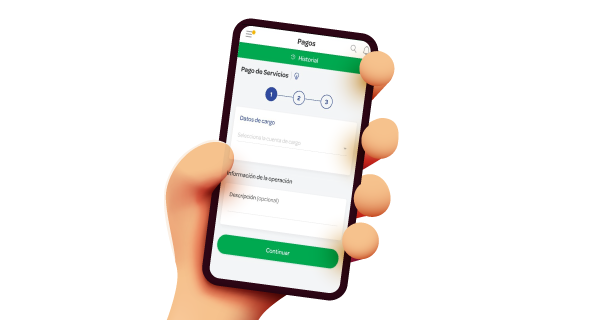 Pagos
Historial
Pago de Servicios
1
2
3
Datos de cargo
Selecciona la cuenta de cargo
Información de la operación
Descripción (opcional)
Continuar